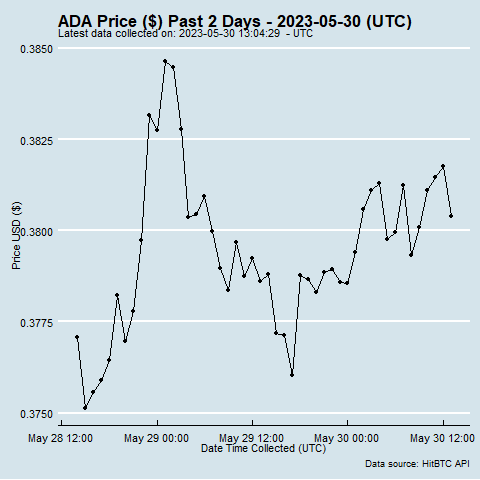 ADA Price ($) Past 2 Days - 2023-05-30 (UTC)
Latest data collected on: 2023-05-30 13:04:29  - UTC
Price USD ($)
0.3850
0.3825
0.3800
0.3775
0.3750
May 28 12:00 May 29 00:00 May 29 12:00 May 30 00:00 May 30 12:00
Date Time Collected (UTC)
Data source: HitBTC API